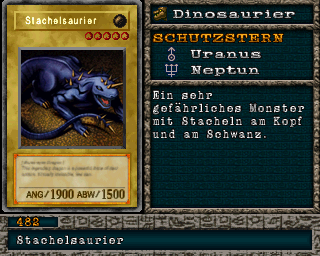 Stachelsaurier
ANG/1900 ABW/1500
Dinosaurier
SCHUTZSTERN
Uranus
Neptun
Ein sehr
gefährliches Monster
mit Stacheln am Kopf
und am Schwanz.
482
Stachelsaurier